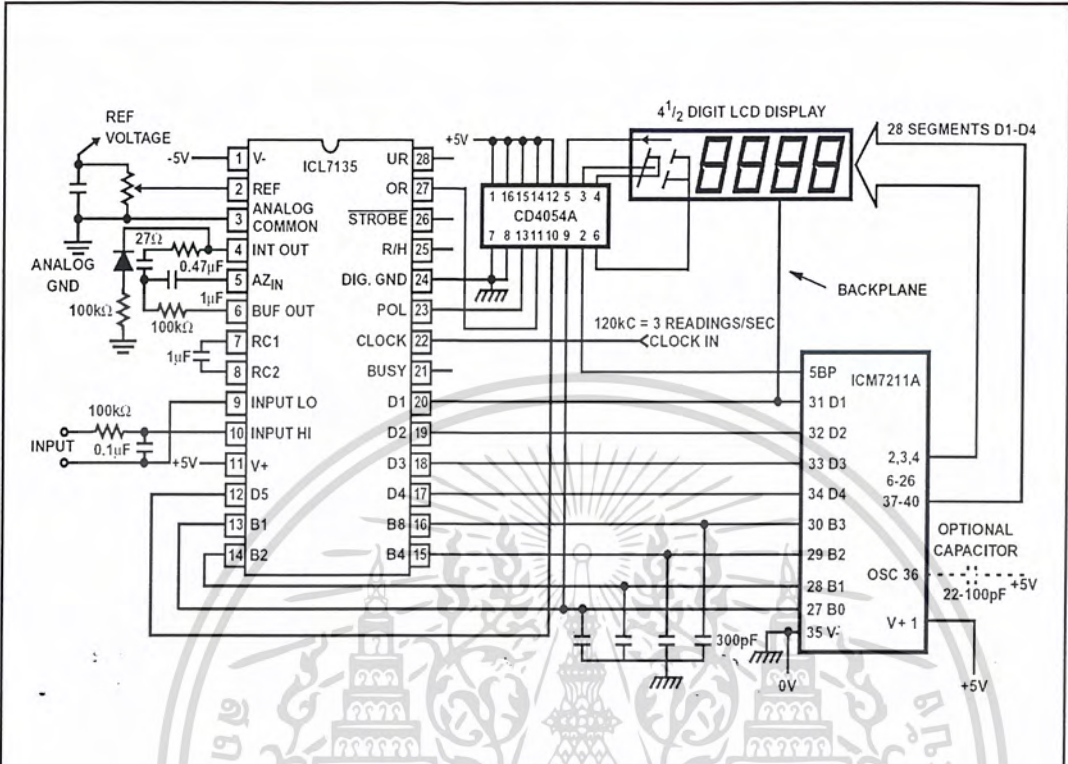 4 1/2 DIGIT LCD DISPLAY
28 SEGMENTS D1-D4
REF
VOLTAGE
-5V
+5V
ICL7135
1 V-
2 REF
3 ANALOG
COMMON
4 INT OUT
5 AZIN
6 BUF OUT
7 RC1
8 RC2
9 INPUT LO
10 INPUT HI
11 V+
12 D5
13 B1
14 B2
UR 28
OR 27
STROBE 26
R/H 25
DIG. GND 24
POL 23
CLOCK 22
BUSY 21
D1 20
D2 19
D3 18
D4 17
B8 16
B4 15
27Ω
0.47µF
ANALOG
GND
1µF
100kΩ
100kΩ
1µF
100kΩ
INPUT
0.1µF
+5V
1 16 15 14 12 5 3 4
CD4054A
7 8 13 11 10 9 2 6
BACKPLANE
120kC = 3 READINGS/SEC
CLOCK IN
ICM7211A
5BP
31 D1
32 D2
33 D3
34 D4
30 B3
29 B2
28 B1
27 B0
35 V-
2,3,4
6-26
37-40
OSC 36
V+ 1
OPTIONAL
CAPACITOR
22-100pF
+5V
300pF
0V
+5V